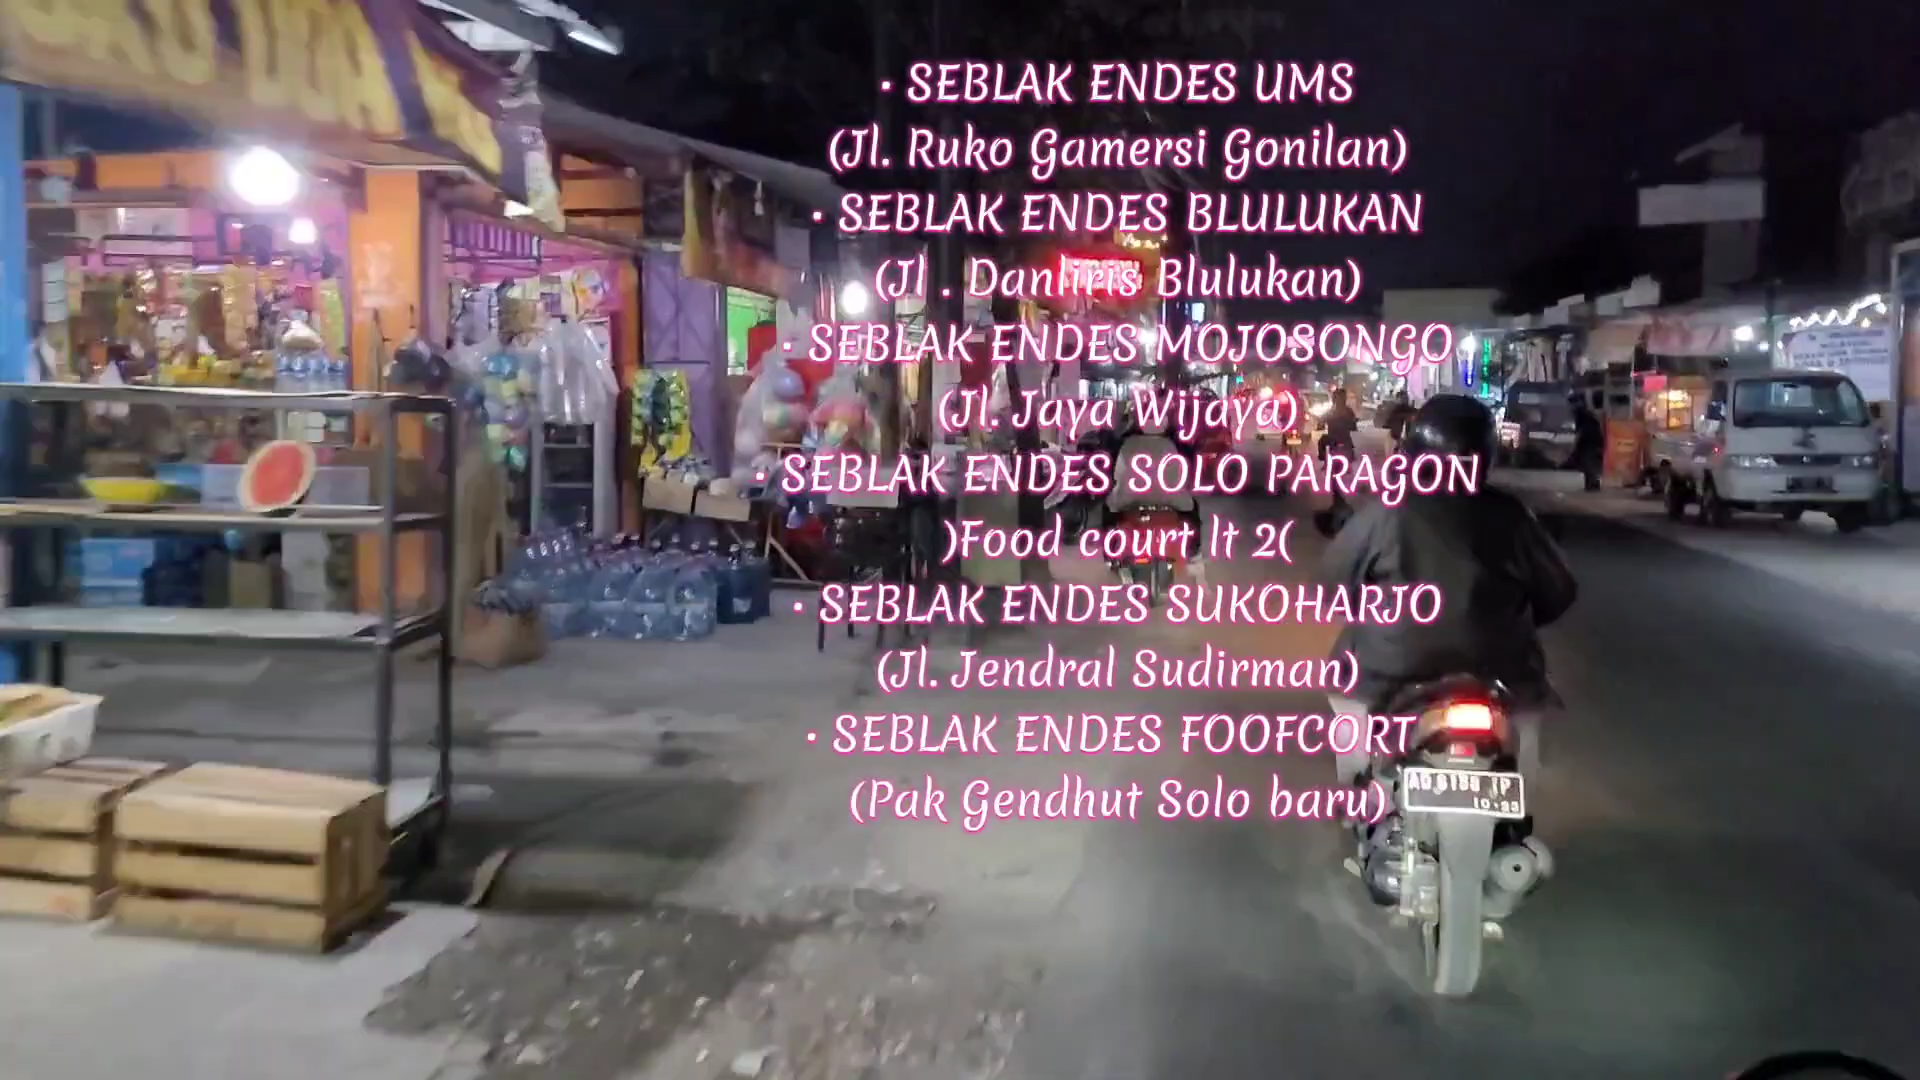 · SEBLAK ENDES UMS
(Jl. Ruko Gamersi Gonilan)
· SEBLAK ENDES BLULUKAN
(Jl . Danliris Blulukan)
· SEBLAK ENDES MOJOSONGO
(Jl. Jaya Wijaya)
· SEBLAK ENDES SOLO PARAGON
)Food court lt 2(
· SEBLAK ENDES SUKOHARJO
(Jl. Jendral Sudirman)
· SEBLAK ENDES FOOFCORT
(Pak Gendhut Solo baru)